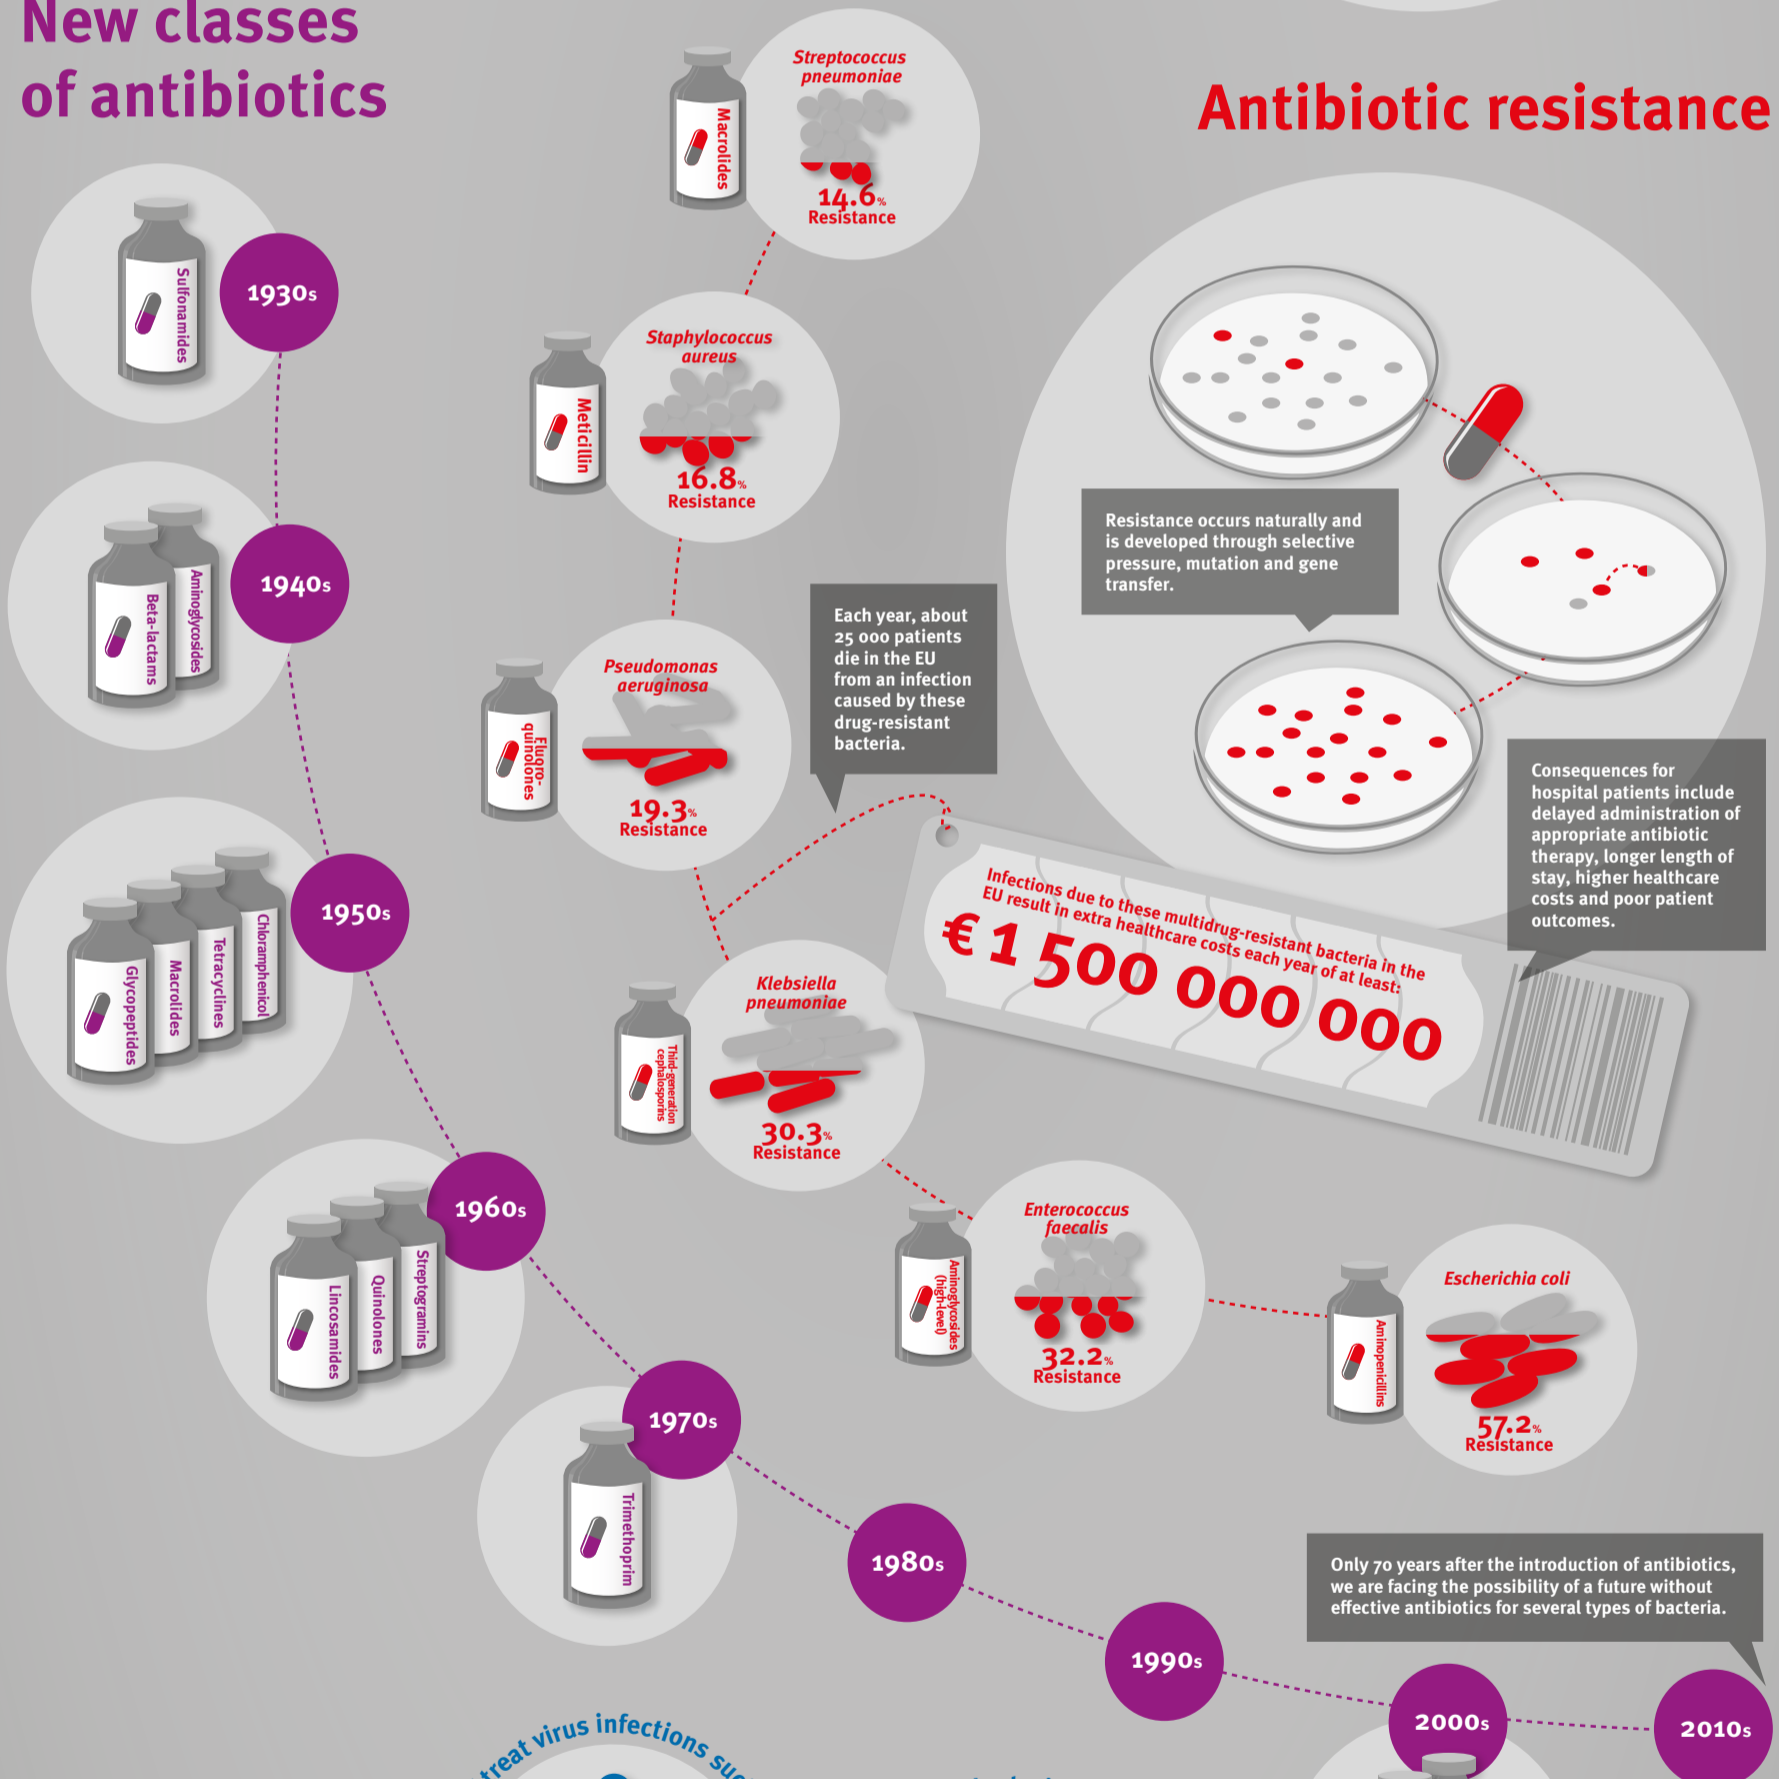 New classes
of antibiotics
Sulfonamides
1930s
Beta-lactams
Aminoglycosides
1940s
Glycopeptides
Macrolides
Tetracyclines
Chloramphenicol
1950s
Lincosamides
Quinolones
Streptogramins
1960s
Trimethoprim
1970s
1980s
1990s
2000s
2010s
Macrolides
Streptococcus
pneumoniae
14.6%
Resistance
Meticillin
Staphylococcus
aureus
16.8%
Resistance
Fluoro-
quinolones
Pseudomonas
aeruginosa
19.3%
Resistance
Each year, about
25 000 patients
die in the EU
from an infection
caused by these
drug-resistant
bacteria.
Third-generation
cephalosporins
Klebsiella
pneumoniae
30.3%
Resistance
Aminoglycosides
(high-level)
Enterococcus
faecalis
32.2%
Resistance
Aminopenicillins
Escherichia coli
57.2%
Resistance
Antibiotic resistance
Resistance occurs naturally and
is developed through selective
pressure, mutation and gene
transfer.
Consequences for
hospital patients include
delayed administration of
appropriate antibiotic
therapy, longer length of
stay, higher healthcare
costs and poor patient
outcomes.
Infections due to these multidrug-resistant bacteria in the
EU result in extra healthcare costs each year of at least:
€ 1 500 000 000
Only 70 years after the introduction of antibiotics,
we are facing the possibility of a future without
effective antibiotics for several types of bacteria.
treat virus infections